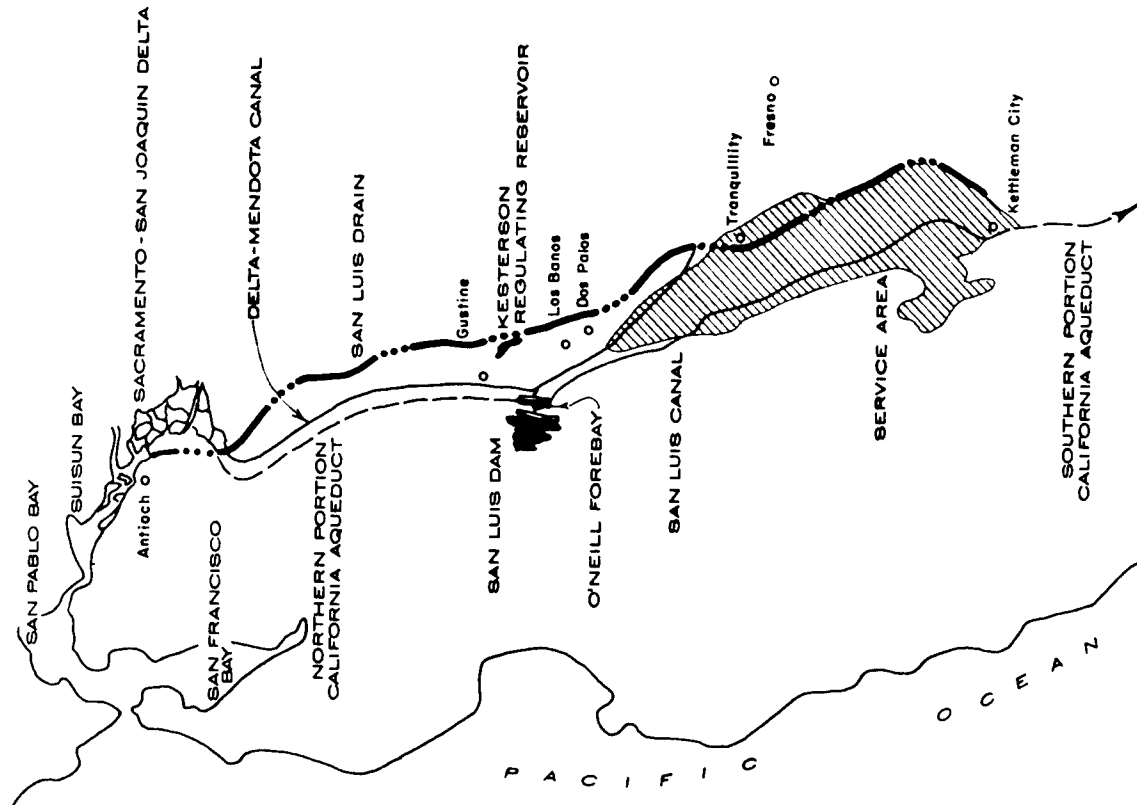 SAN PABLO BAY
SUISUN BAY
SACRAMENTO-SAN JOAQUIN DELTA
DELTA-MENDOTA CANAL
Antioch
SAN FRANCISCO
BAY
NORTHERN PORTION
CALIFORNIA AQUEDUCT
SAN LUIS DRAIN
Gustine
KESTERSON
REGULATING RESERVOIR
Los Banos
Dos Palos
SAN LUIS DAM
O'NEILL FOREBAY
SAN LUIS CANAL
Tranquillity
Fresno
SERVICE AREA
Kettleman City
SOUTHERN PORTION
CALIFORNIA AQUEDUCT
PACIFIC
OCEAN